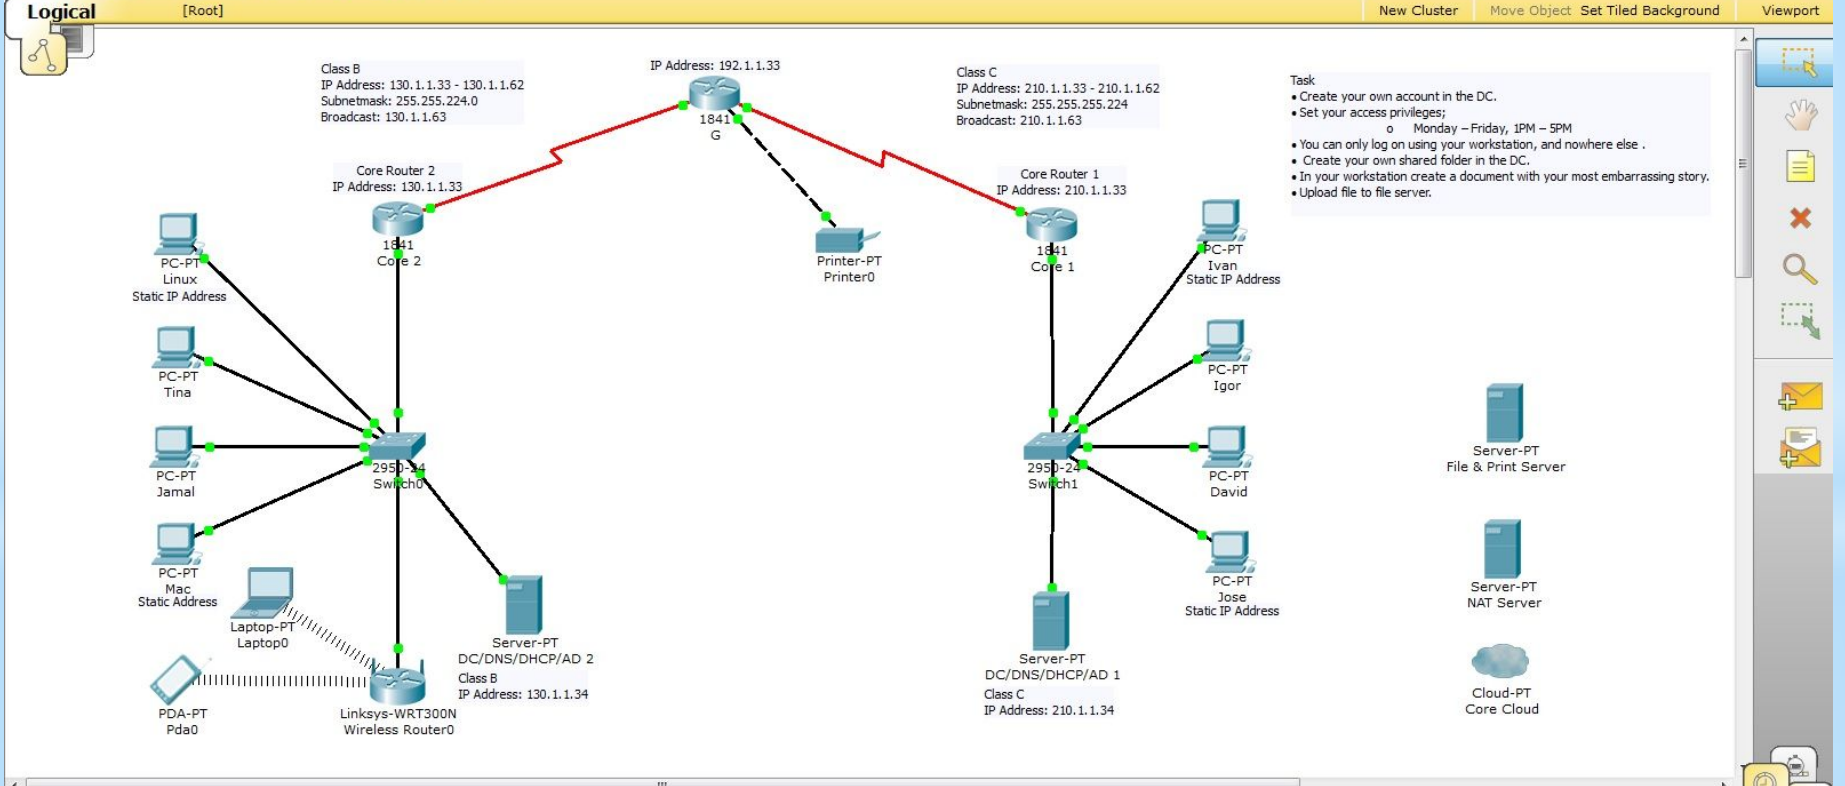 Logical
[Root]
New Cluster
Move Object
Set Tiled Background
Viewport
Class B
IP Address: 130.1.1.33 - 130.1.1.62
Subnetmask: 255.255.224.0
Broadcast: 130.1.1.63
IP Address: 192.1.1.33
1841
G
Class C
IP Address: 210.1.1.33 - 210.1.1.62
Subnetmask: 255.255.255.224
Broadcast: 210.1.1.63
Task
• Create your own account in the DC.
• Set your access privileges;
o Monday – Friday, 1PM – 5PM
• You can only log on using your workstation, and nowhere else .
• Create your own shared folder in the DC.
• In your workstation create a document with your most embarrassing story.
• Upload file to file server.
Core Router 2
IP Address: 130.1.1.33
1841
Core 2
Printer-PT
Printer0
Core Router 1
IP Address: 210.1.1.33
1841
Core 1
PC-PT
Linux
Static IP Address
PC-PT
Tina
PC-PT
Jamal
PC-PT
Mac
Static Address
2950-24
Switch0
Laptop-PT
Laptop0
PDA-PT
Pda0
Linksys-WRT300N
Wireless Router0
Server-PT
DC/DNS/DHCP/AD 2
Class B
IP Address: 130.1.1.34
PC-PT
Ivan
Static IP Address
PC-PT
Igor
PC-PT
David
PC-PT
Jose
Static IP Address
2950-24
Switch1
Server-PT
DC/DNS/DHCP/AD 1
Class C
IP Address: 210.1.1.34
Server-PT
File & Print Server
Server-PT
NAT Server
Cloud-PT
Core Cloud